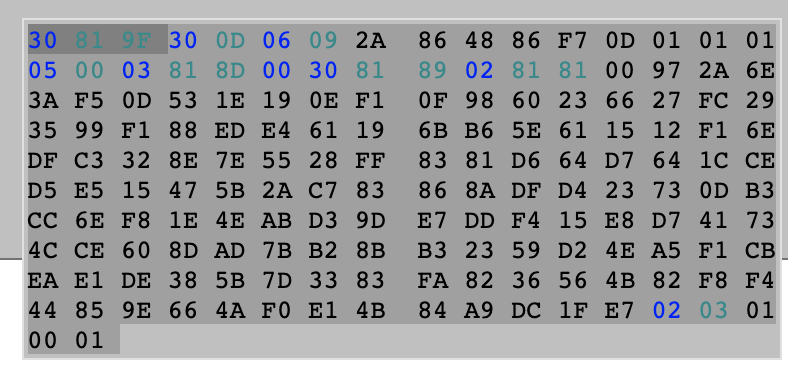 30 81 9F 30 0D 06 09 2A 86 48 86 F7 0D 01 01 01
05 00 03 81 8D 00 30 81 89 02 81 81 00 97 2A 6E
3A F5 0D 53 1E 19 0E F1 0F 98 60 23 66 27 FC 29
35 99 F1 88 ED E4 61 19 6B B6 5E 61 15 12 F1 6E
DF C3 32 8E 7E 55 28 FF 83 81 D6 64 D7 64 1C CE
D5 E5 15 47 5B 2A C7 83 86 8A DF D4 23 73 0D B3
CC 6E F8 1E 4E AB D3 9D E7 DD F4 15 E8 D7 41 73
4C CE 60 8D AD 7B B2 8B B3 23 59 D2 4E A5 F1 CB
EA E1 DE 38 5B 7D 33 83 FA 82 36 56 4B 82 F8 F4
44 85 9E 66 4A F0 E1 4B 84 A9 DC 1F E7 02 03 01
00 01